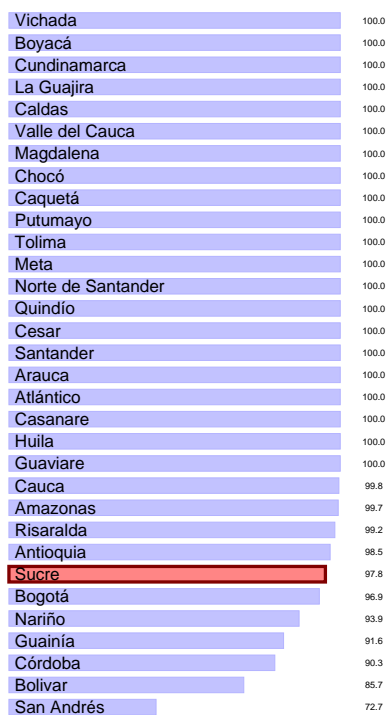 Vichada 100.0
Boyacá 100.0
Cundinamarca 100.0
La Guajira 100.0
Caldas 100.0
Valle del Cauca 100.0
Magdalena 100.0
Chocó 100.0
Caquetá 100.0
Putumayo 100.0
Tolima 100.0
Meta 100.0
Norte de Santander 100.0
Quindío 100.0
Cesar 100.0
Santander 100.0
Arauca 100.0
Atlántico 100.0
Casanare 100.0
Huila 100.0
Guaviare 100.0
Cauca 99.8
Amazonas 99.7
Risaralda 99.2
Antioquia 98.5
Sucre 97.8
Bogotá 96.9
Nariño 93.9
Guainía 91.6
Córdoba 90.3
Bolivar 85.7
San Andrés 72.7